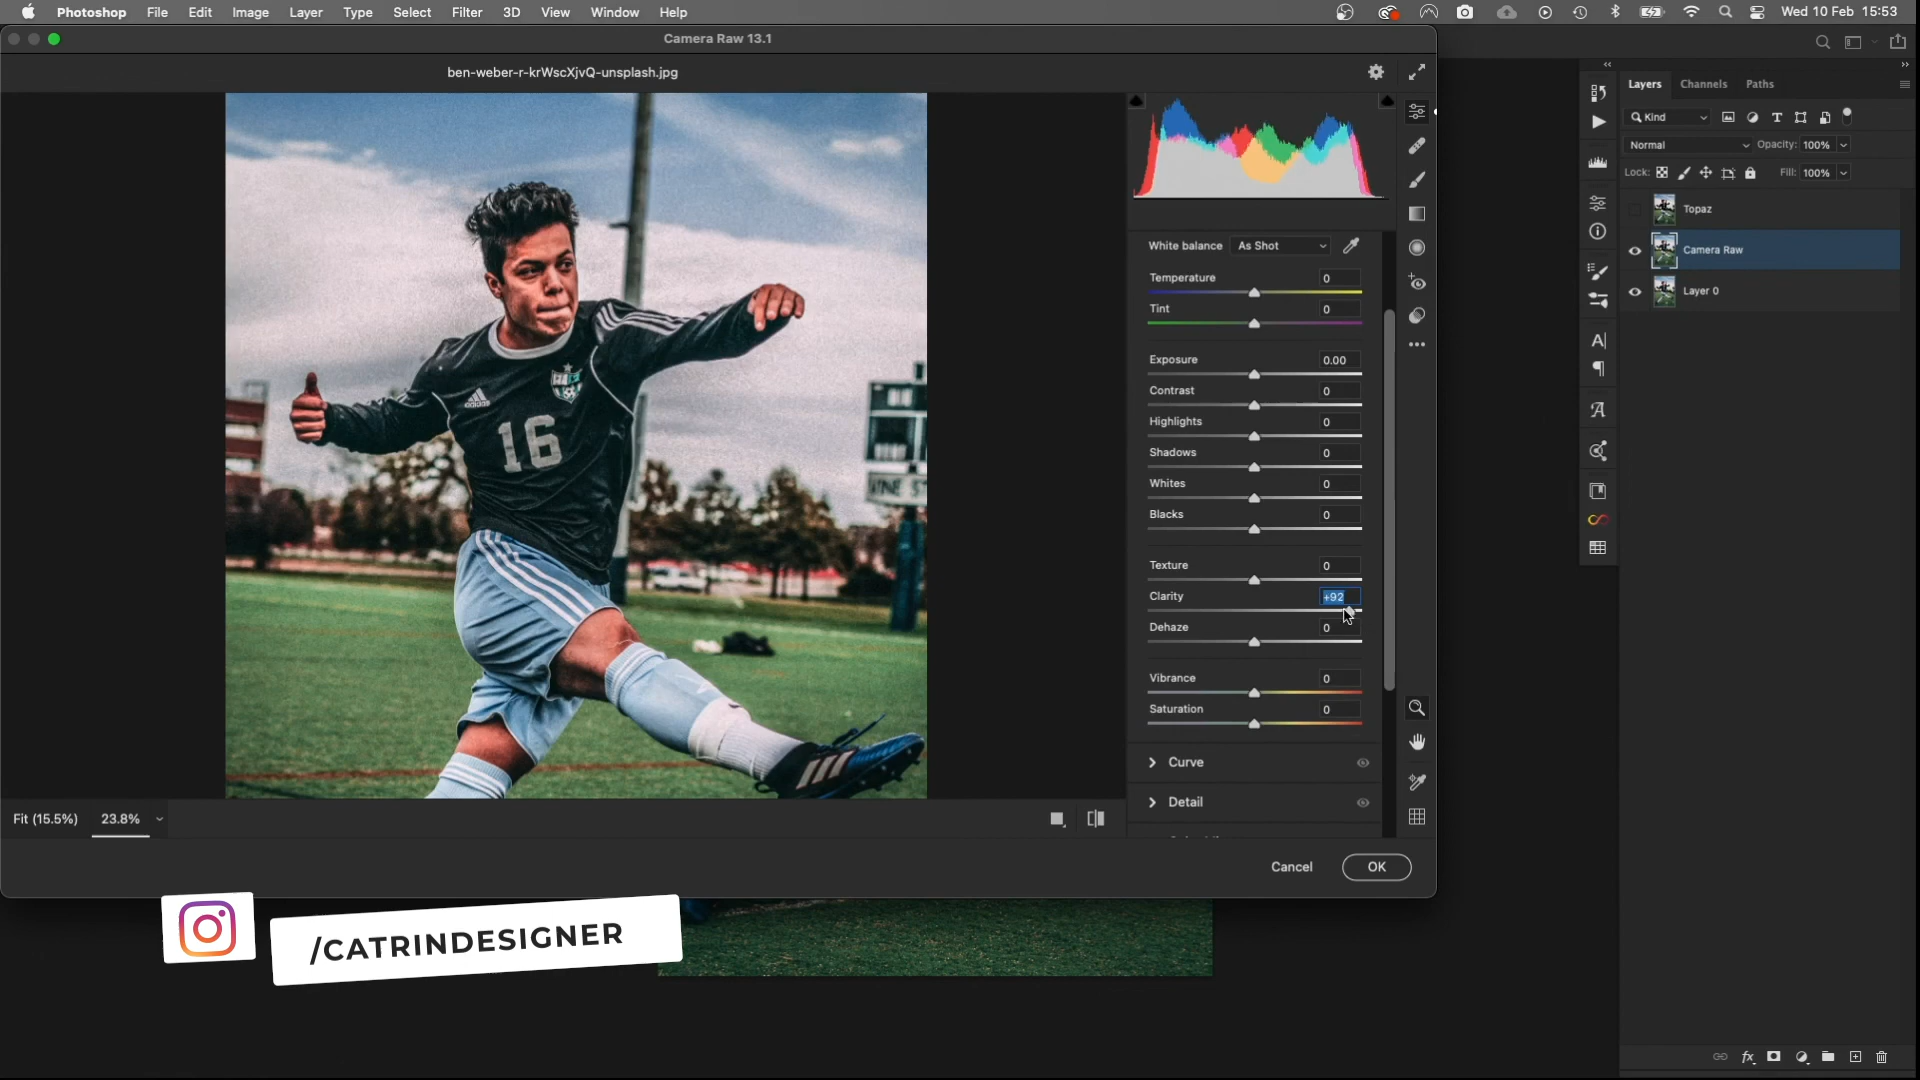 Photoshop File Edit Image Layer Type Select Filter 3D View Window Help Wed 10 Feb 15:53
Camera Raw 13.1
ben-weber-r-krWscXjvQ-unsplash.jpg
White balance As Shot
Temperature 0
Tint 0
Exposure 0.00
Contrast 0
Highlights 0
Shadows 0
Whites 0
Blacks 0
Texture 0
Clarity +92
Dehaze 0
Vibrance 0
Saturation 0
Curve
Detail
Fit (15.5%) 23.8%
Cancel OK
Layers Channels Paths
Kind
Normal Opacity: 100%
Lock: Fill: 100%
Topaz
Camera Raw
Layer 0
adidas
16
/CATRINDESIGNER